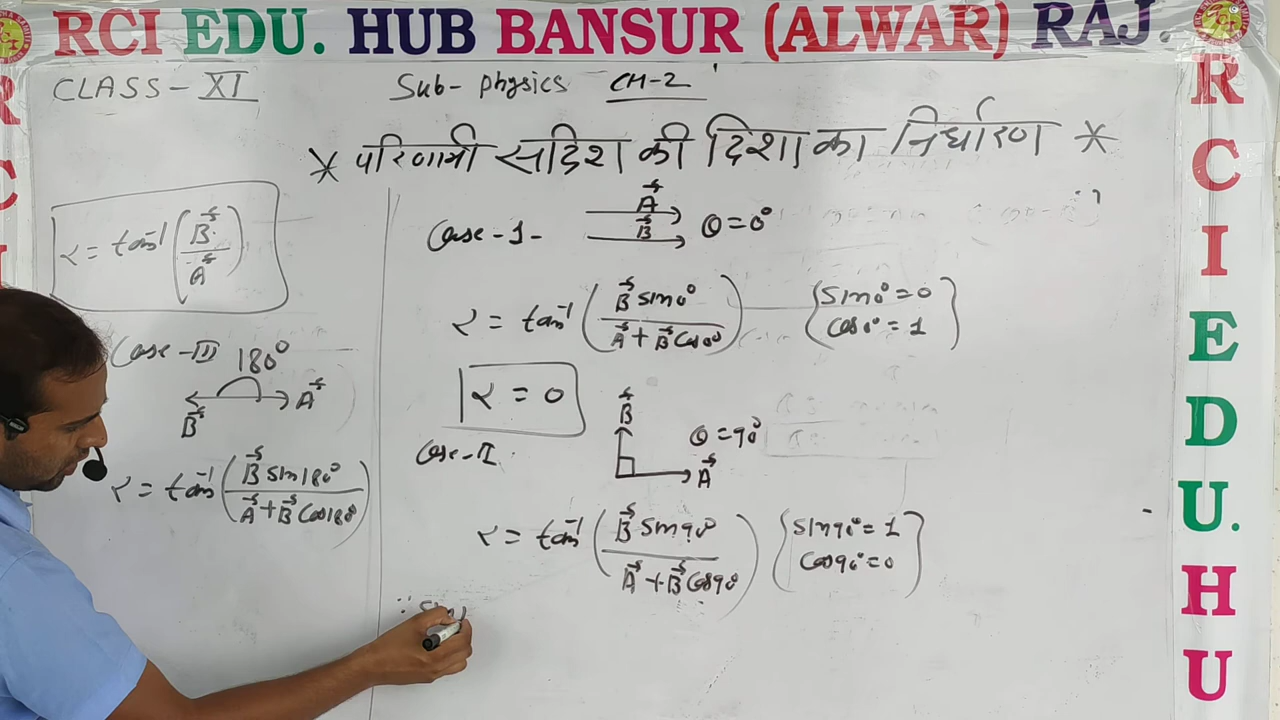 RCI EDU. HUB BANSUR (ALWAR) RAJ.
CLASS - XI
Sub - physics CH-2
* परिणामी सदिश की दिशा का निर्धारण *
Case - 1 -
A⃗
B⃗
θ = 0°
α = tan⁻¹ (B⃗ sin0° / A⃗ + B⃗ cos0°)
{sin0° = 0
cos0° = 1}
α = 0
Case - II
B⃗
A⃗
θ = 90°
α = tan⁻¹ (B⃗ sin90° / A⃗ + B⃗ cos90°)
{sin90° = 1
cos90° = 0}
α = tan⁻¹ (B⃗ / A⃗)
Case - III
180°
B⃗
A⃗
α = tan⁻¹ (B⃗ sin180° / A⃗ + B⃗ cos180°)
∵ sin
R
C
I
E
D
U.
H
U
R
C